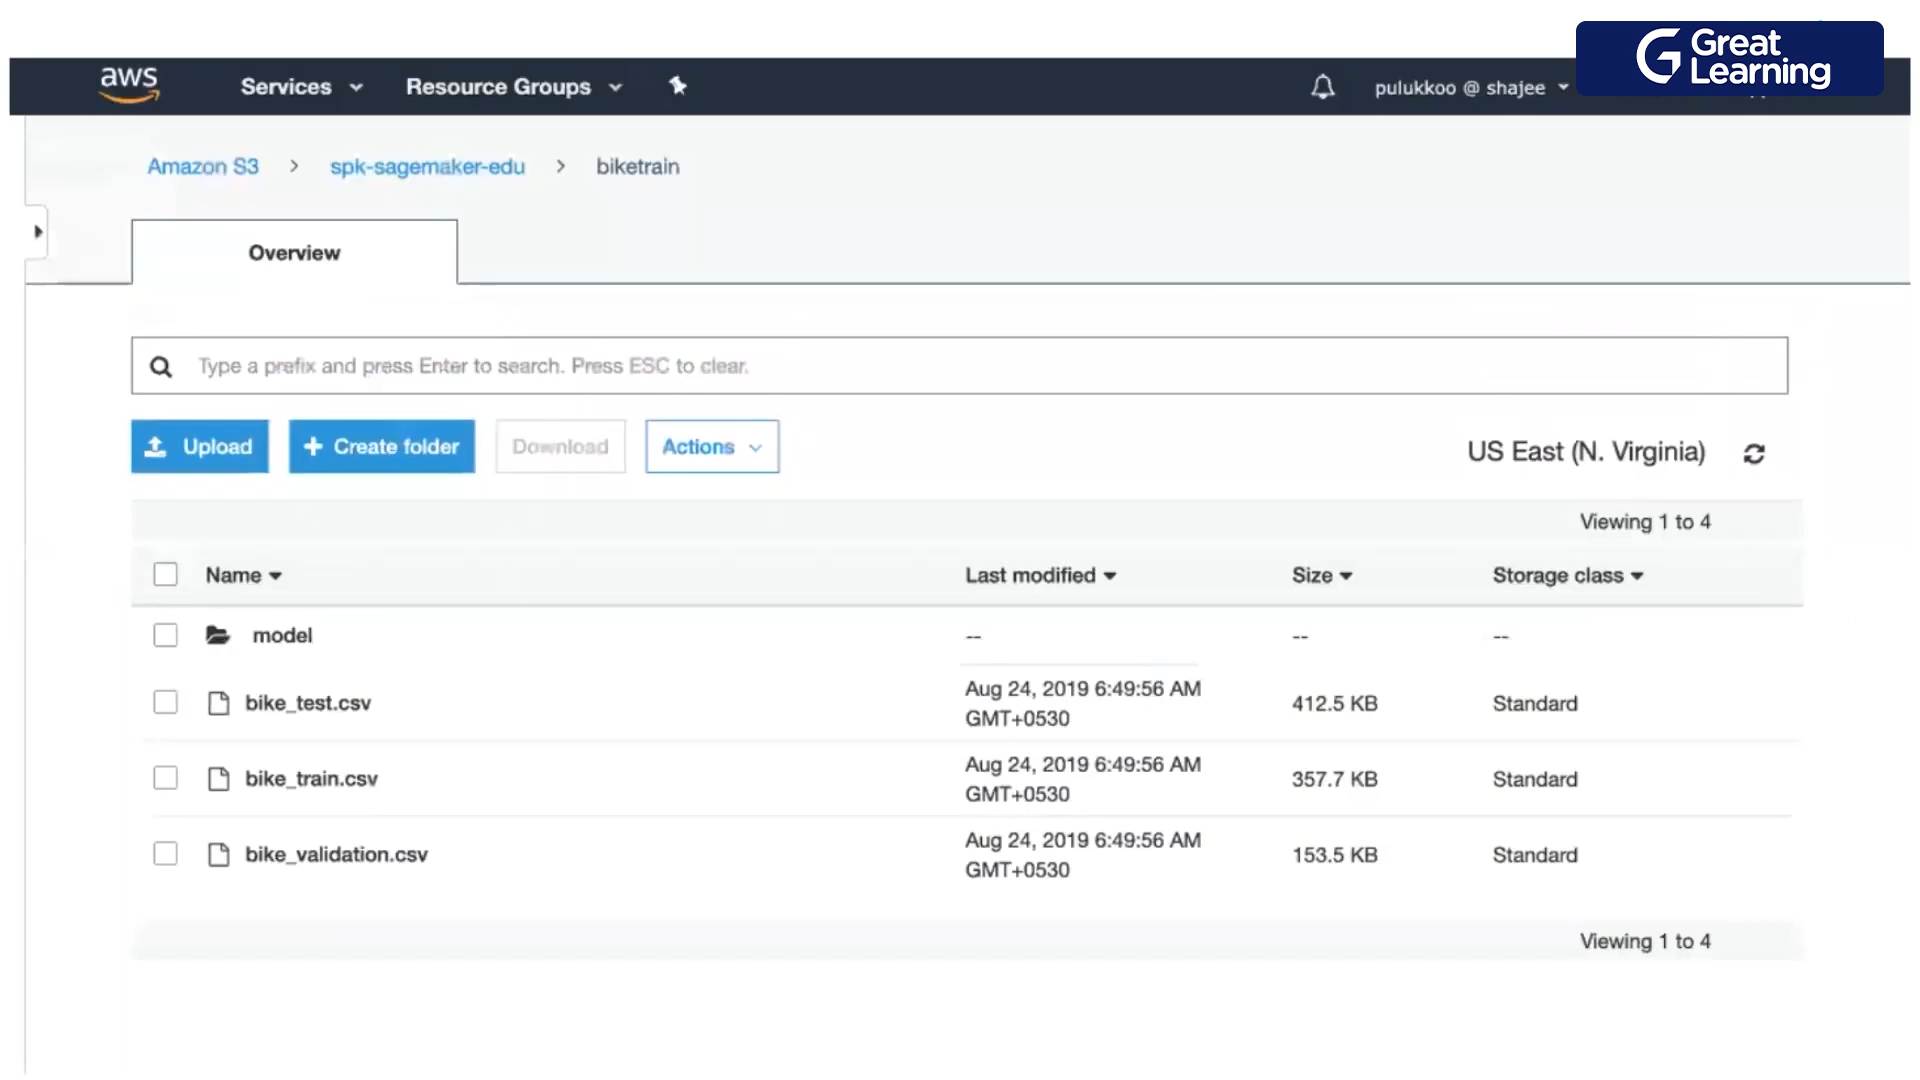 Great
Learning
aws Services Resource Groups pulukkoo @ shajee
Amazon S3 > spk-sagemaker-edu > biketrain
Overview
Type a prefix and press Enter to search. Press ESC to clear.
Upload + Create folder Download Actions US East (N. Virginia)
Viewing 1 to 4
Name Last modified Size Storage class
model -- -- --
bike_test.csv Aug 24, 2019 6:49:56 AM GMT+0530 412.5 KB Standard
bike_train.csv Aug 24, 2019 6:49:56 AM GMT+0530 357.7 KB Standard
bike_validation.csv Aug 24, 2019 6:49:56 AM GMT+0530 153.5 KB Standard
Viewing 1 to 4